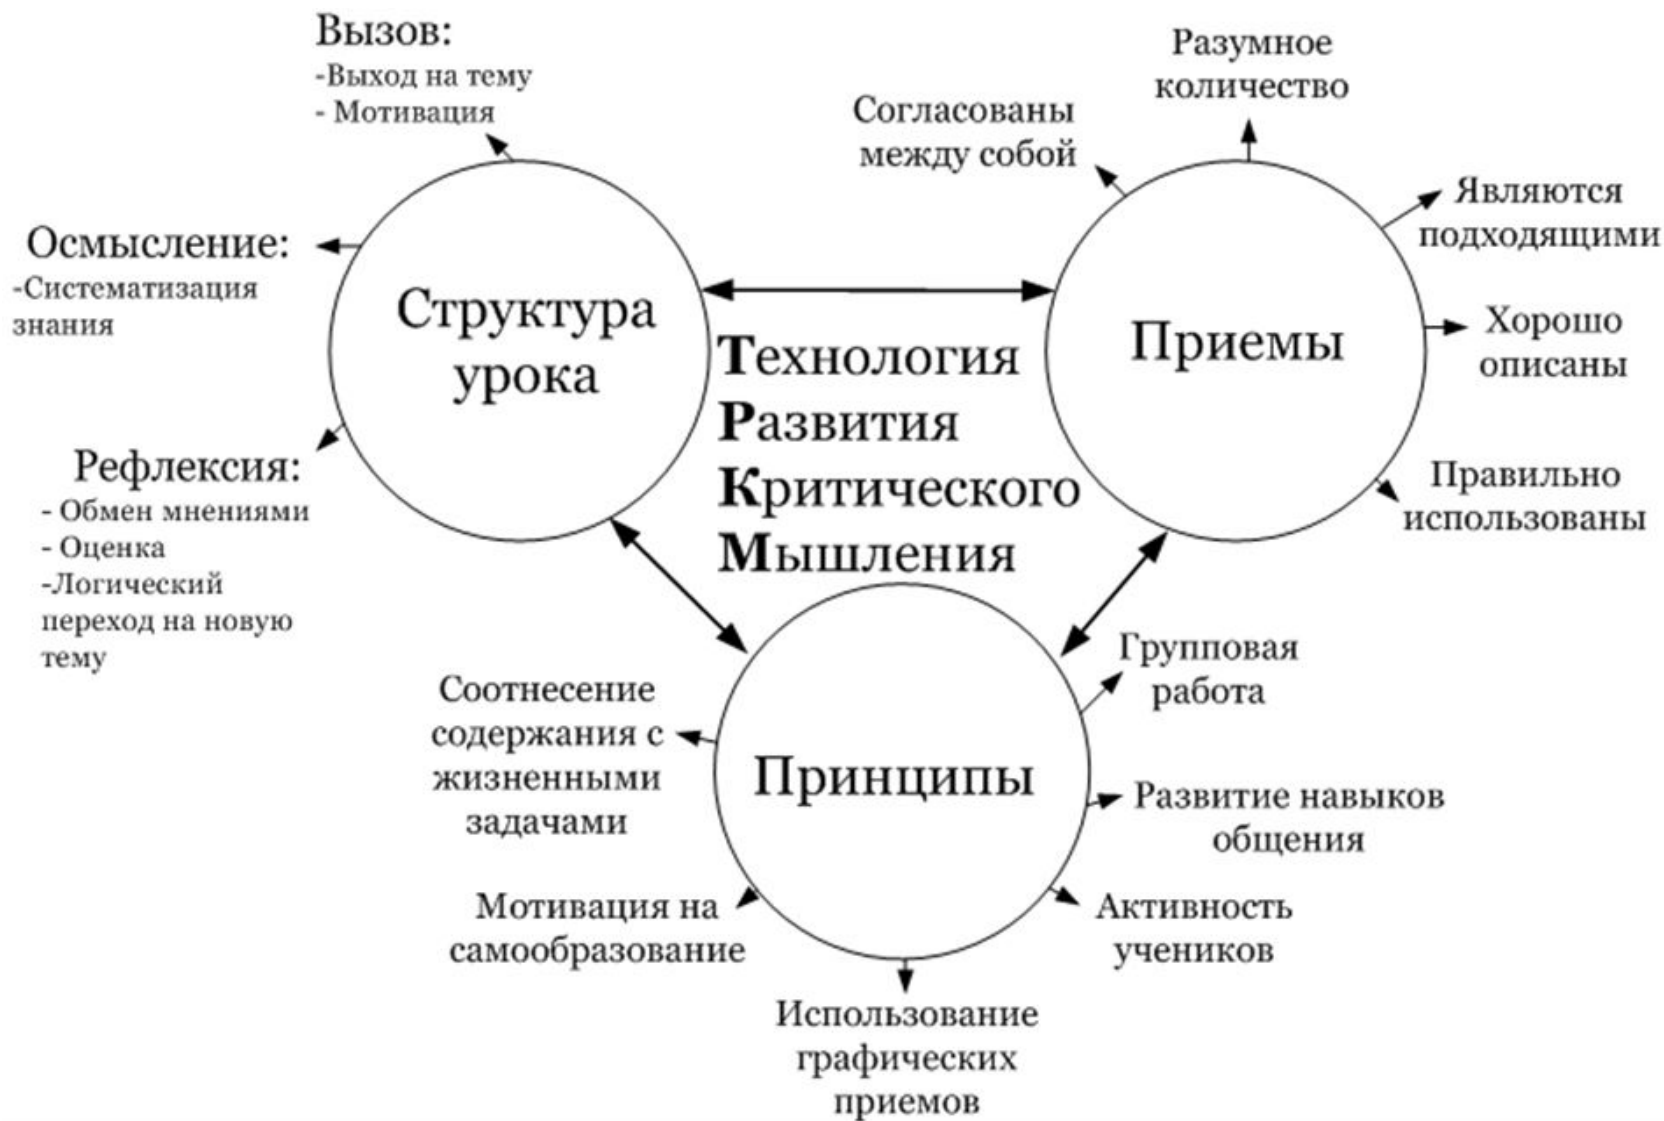 Вызов:
-Выход на тему
- Мотивация
Осмысление:
-Систематизация
знания
Рефлексия:
- Обмен мнениями
- Оценка
-Логический
переход на новую
тему
Структура
урока
Технология
Развития
Критического
Мышления
Согласованы
между собой
Разумное
количество
Являются
подходящими
Хорошо
описаны
Правильно
использованы
Приемы
Соотнесение
содержания с
жизненными
задачами
Мотивация на
самообразование
Использование
графических
приемов
Принципы
Групповая
работа
Развитие навыков
общения
Активность
учеников